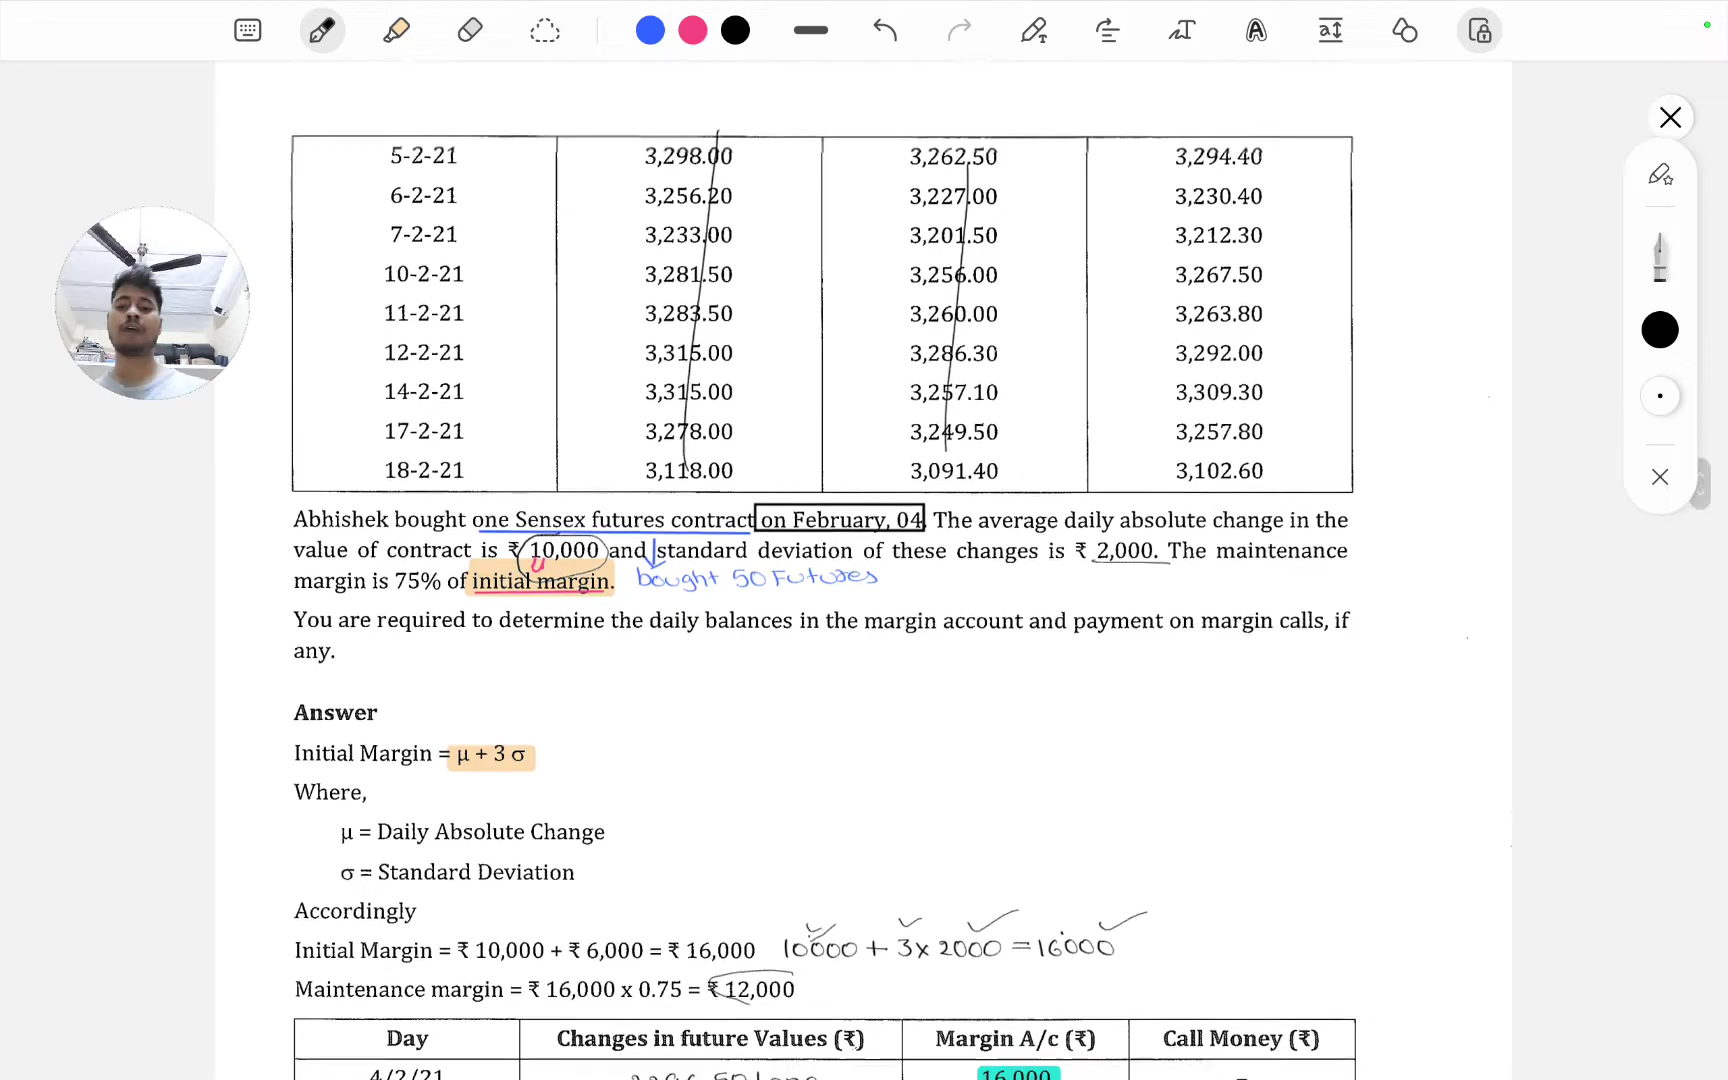 5-2-21 3,298.00 3,262.50 3,294.40
6-2-21 3,256.20 3,227.00 3,230.40
7-2-21 3,233.00 3,201.50 3,212.30
10-2-21 3,281.50 3,256.00 3,267.50
11-2-21 3,283.50 3,260.00 3,263.80
12-2-21 3,315.00 3,286.30 3,292.00
14-2-21 3,315.00 3,257.10 3,309.30
17-2-21 3,278.00 3,249.50 3,257.80
18-2-21 3,118.00 3,091.40 3,102.60
Abhishek bought one Sensex futures contract on February, 04. The average daily absolute change in the
value of contract is ₹ 10,000 and standard deviation of these changes is ₹ 2,000. The maintenance
margin is 75% of initial margin. bought 50 Futures
You are required to determine the daily balances in the margin account and payment on margin calls, if
any.
Answer
Initial Margin = μ + 3 σ
Where,
μ = Daily Absolute Change
σ = Standard Deviation
Accordingly
Initial Margin = ₹ 10,000 + ₹ 6,000 = ₹ 16,000 10000 + 3 x 2000 = 16000
Maintenance margin = ₹ 16,000 x 0.75 = ₹ 12,000
Day Changes in future Values (₹) Margin A/c (₹) Call Money (₹)
4/2/21 16,000 -